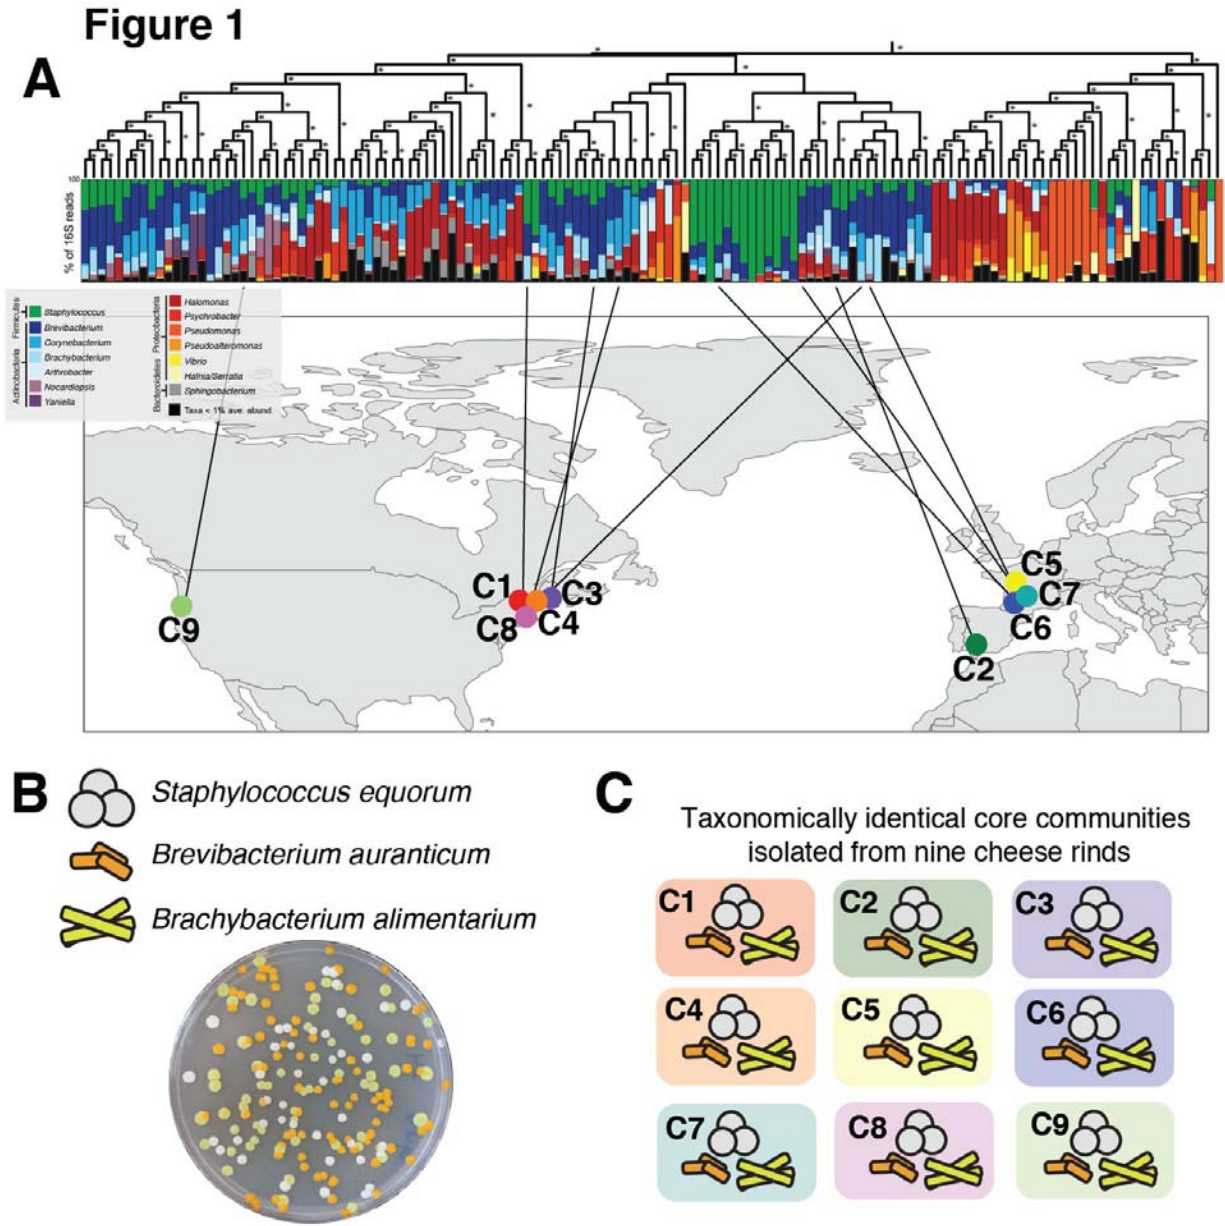 Figure 1
A
100
% of 16S reads
Firmicutes
Actinobacteria
Staphylococcus
Brevibacterium
Corynebacterium
Brachybacterium
Arthrobacter
Nocardiopsis
Yaniella
Proteobacteria
Bacteroidetes
Halomonas
Psychrobacter
Pseudomonas
Pseudoalteromonas
Vibrio
Hafnia/Serratia
Sphingobacterium
Taxa < 1% ave. abund.
C1
C3
C8
C4
C9
C5
C7
C6
C2
B
Staphylococcus equorum
Brevibacterium auranticum
Brachybacterium alimentarium
C
Taxonomically identical core communities
isolated from nine cheese rinds
C1
C2
C3
C4
C5
C6
C7
C8
C9